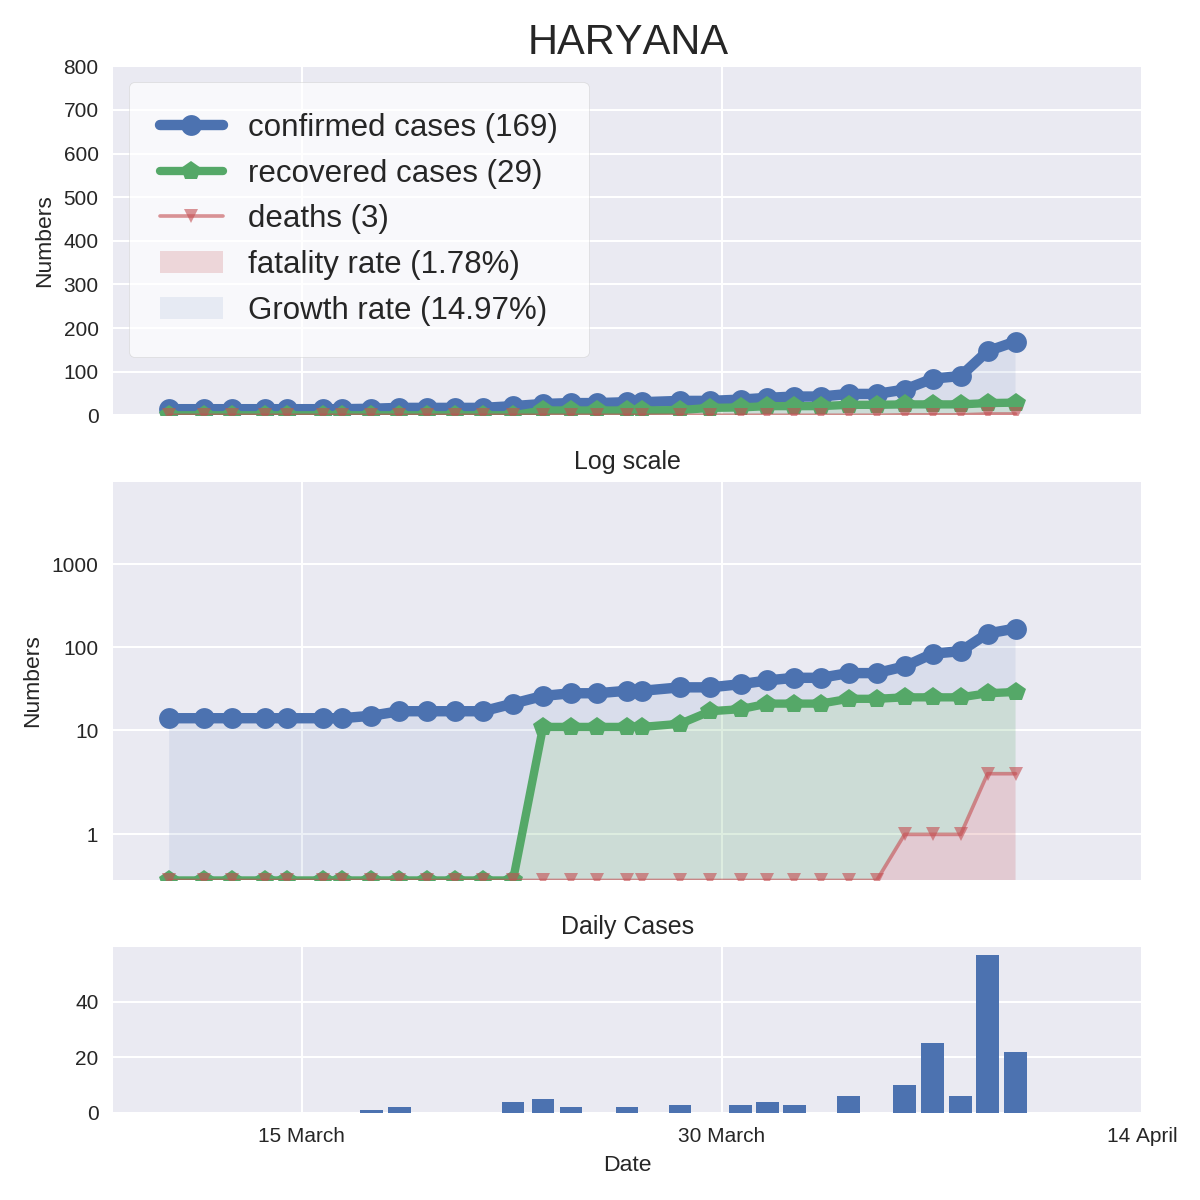 HARYANA
800
700
600
500
400
300
200
100
0
Numbers
confirmed cases (169)
recovered cases (29)
deaths (3)
fatality rate (1.78%)
Growth rate (14.97%)
Log scale
1000
100
10
1
Numbers
Daily Cases
40
20
0
15 March
30 March
14 April
Date